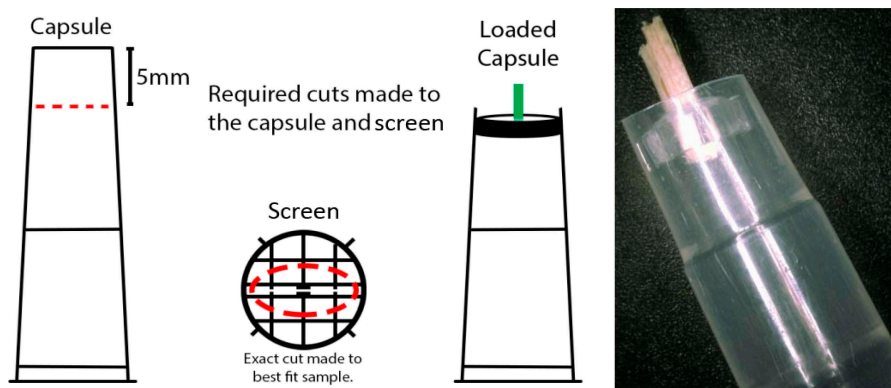 Capsule
5mm
Required cuts made to
the capsule and screen
Screen
Exact cut made to
best fit sample.
Loaded
Capsule